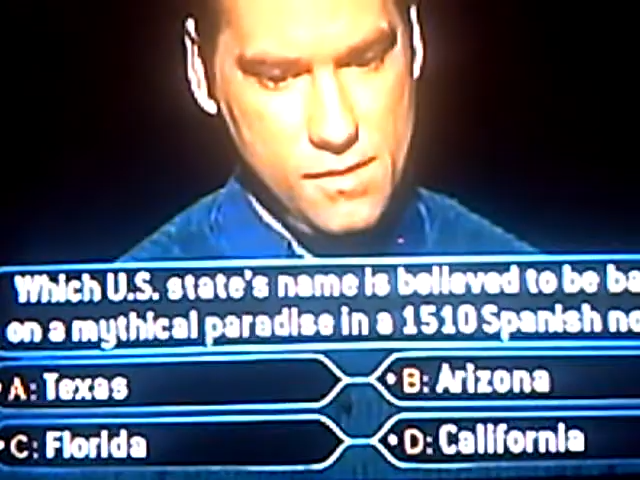 Which U.S. state's name is believed to be ba
on a mythical paradise in a 1510 Spanish no
A: Texas
B: Arizona
C: Florida
D: California